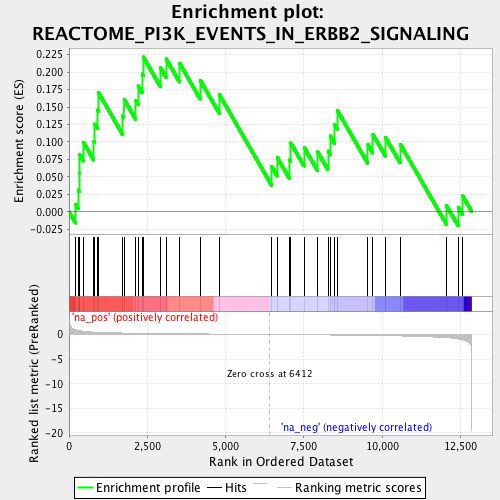 Enrichment plot:
REACTOME_PI3K_EVENTS_IN_ERBB2_SIGNALING
Enrichment score (ES)
0.225
0.200
0.175
0.150
0.125
0.100
0.075
0.050
0.025
0.000
-0.025
'na_pos' (positively correlated)
Ranked list metric (PreRanked)
0
-5
-10
-15
-20
Zero cross at 6412
'na_neg' (negatively correlated)
0
2,500
5,000
7,500
10,000
12,500
Rank in Ordered Dataset
Enrichment profile
Hits
Ranking metric scores